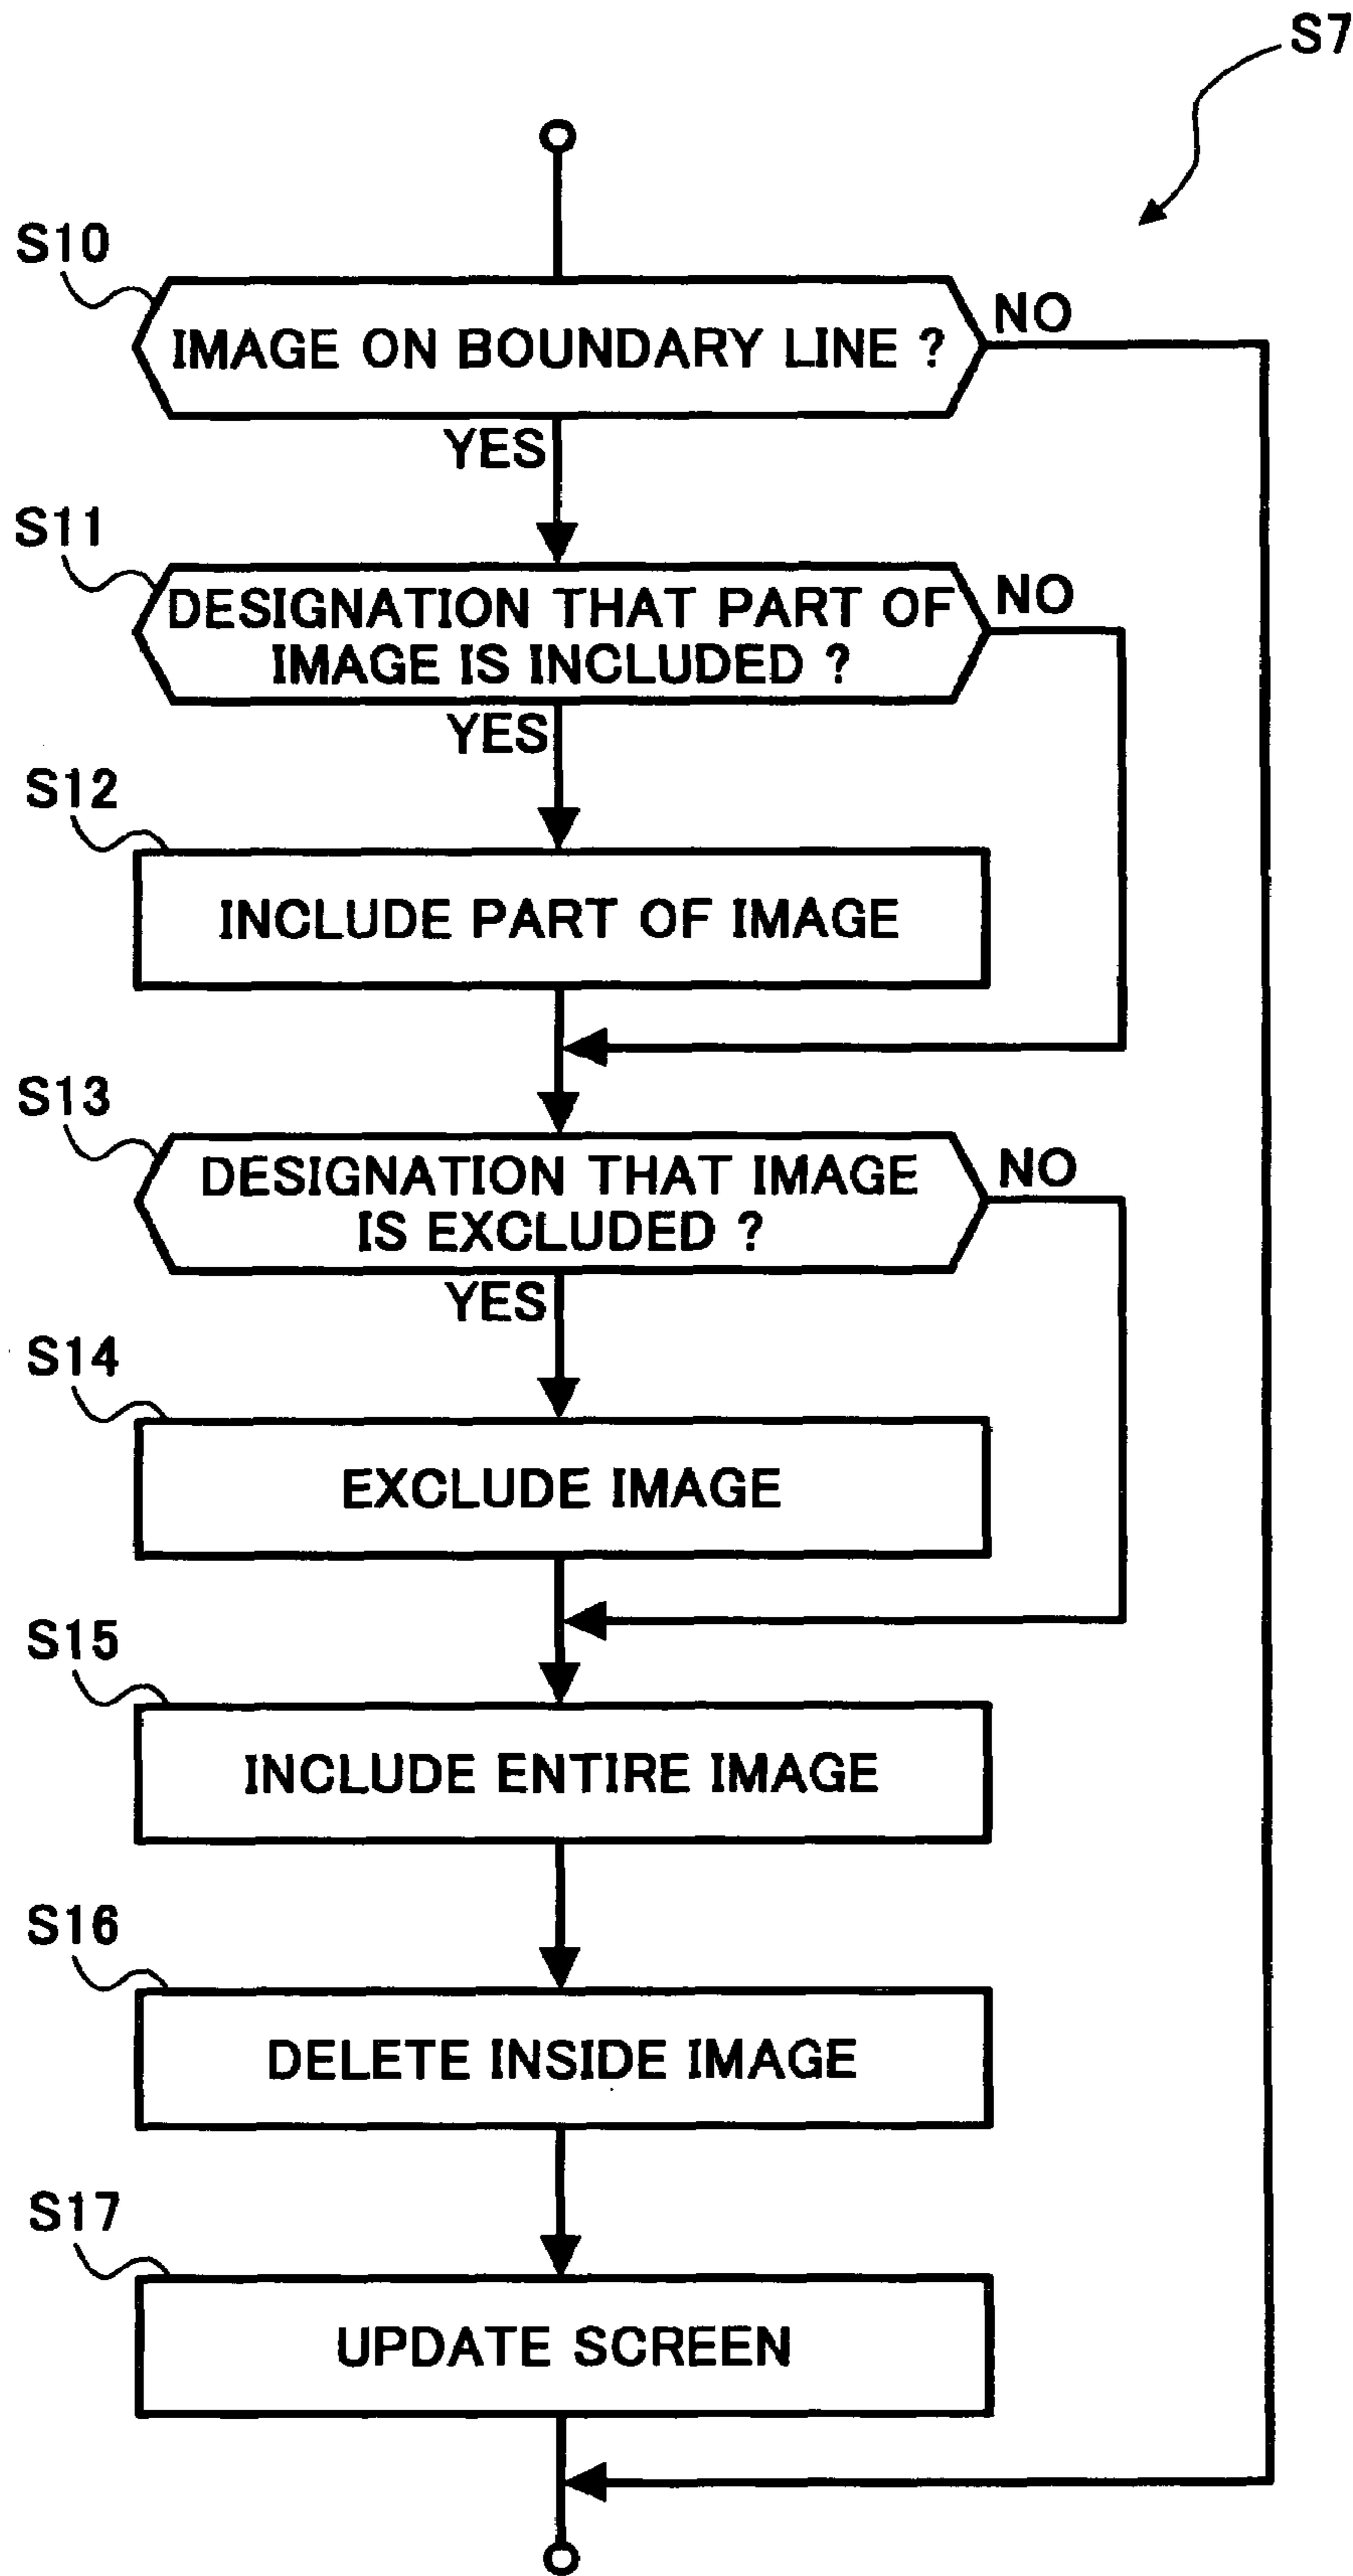 S7
S10
IMAGE ON BOUNDARY LINE ?
NO
YES
S11
DESIGNATION THAT PART OF
IMAGE IS INCLUDED ?
NO
YES
S12
INCLUDE PART OF IMAGE
S13
DESIGNATION THAT IMAGE
IS EXCLUDED ?
NO
YES
S14
EXCLUDE IMAGE
S15
INCLUDE ENTIRE IMAGE
S16
DELETE INSIDE IMAGE
S17
UPDATE SCREEN